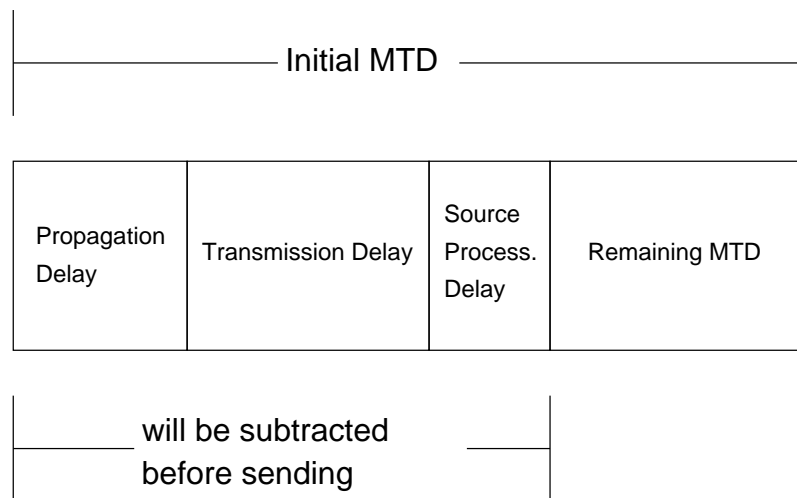 Initial MTD
Propagation
Delay
Transmission Delay
Source
Process.
Delay
Remaining MTD
will be subtracted
before sending